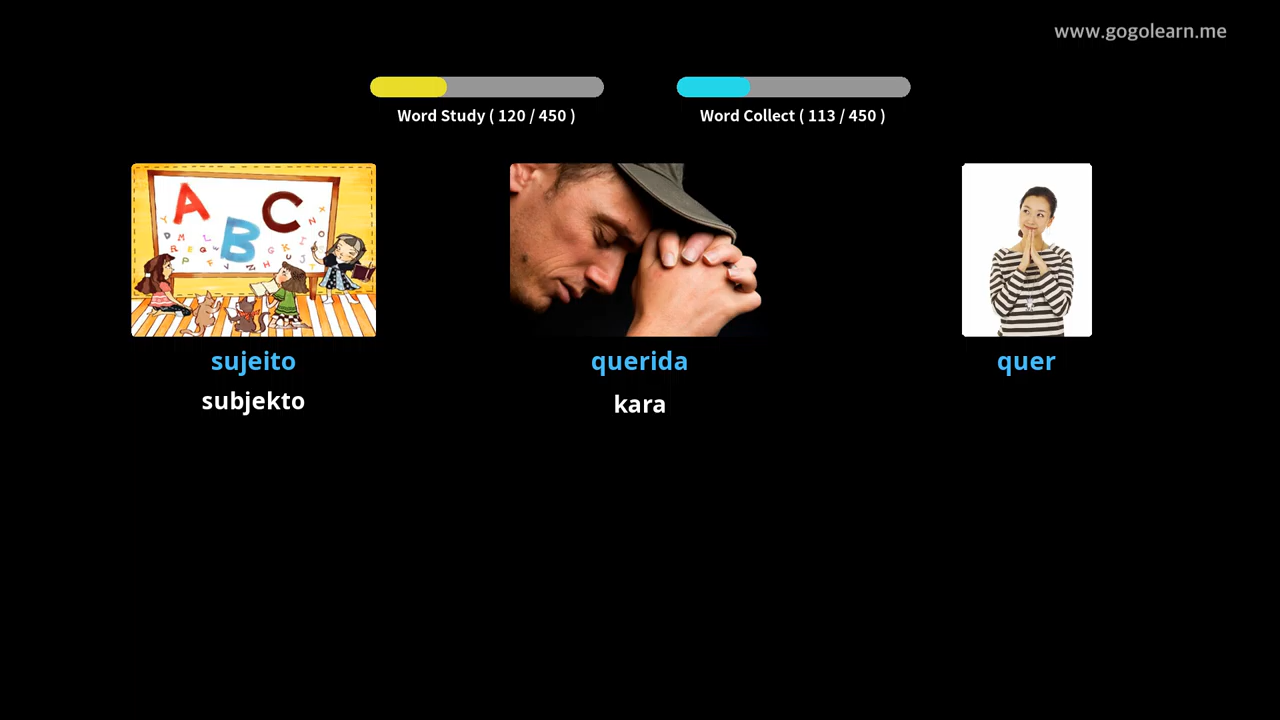 www.gogolearn.me
Word Study ( 120 / 450 )
Word Collect ( 113 / 450 )
A B C
sujeito
querida
quer
subjekto
kara